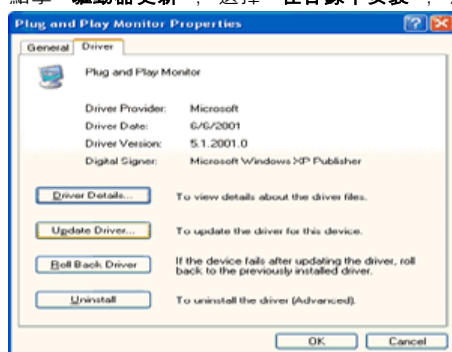 Plug and Play Monitor Properties
General Driver
Plug and Play Monitor
Driver Provider: Microsoft
Driver Date: 6/6/2001
Driver Version: 5.1.2001.0
Digital Signer: Microsoft Windows XP Publisher
Driver Details... To view details about the driver files.
Update Driver... To update the driver for this device.
Roll Back Driver If the device fails after updating the driver, roll
back to the previously installed driver.
Uninstall To uninstall the driver (Advanced).
OK Cancel